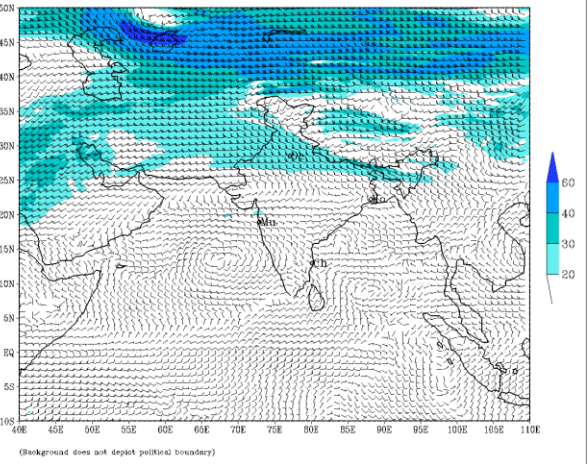 50N
45N
40N
35N
30N
25N
20N
15N
10N
5N
EQ
5S
10S
40E 45E 50E 55E 60E 65E 70E 75E 80E 85E 90E 95E 100E 105E 110E
Mu
Ch
60
40
30
20
(Background does not depict political boundary)